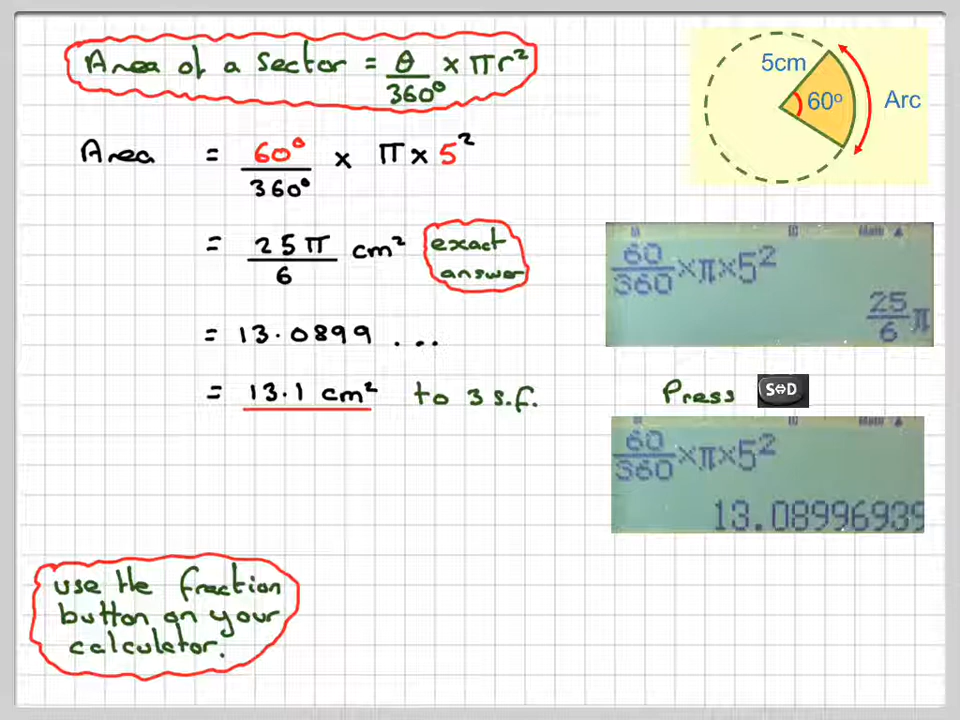 Area of a sector = θ/360° × πr²
5cm
60°
Arc
Area = 60°/360° × π × 5²
= 25π/6 cm²
exact
answer
60/360×π×5²
25/6 π
= 13.0899 ...
= 13.1 cm² to 3 s.f.
Press S⇔D
60/360×π×5²
13.08996939
use the fraction
button on your
calculator.